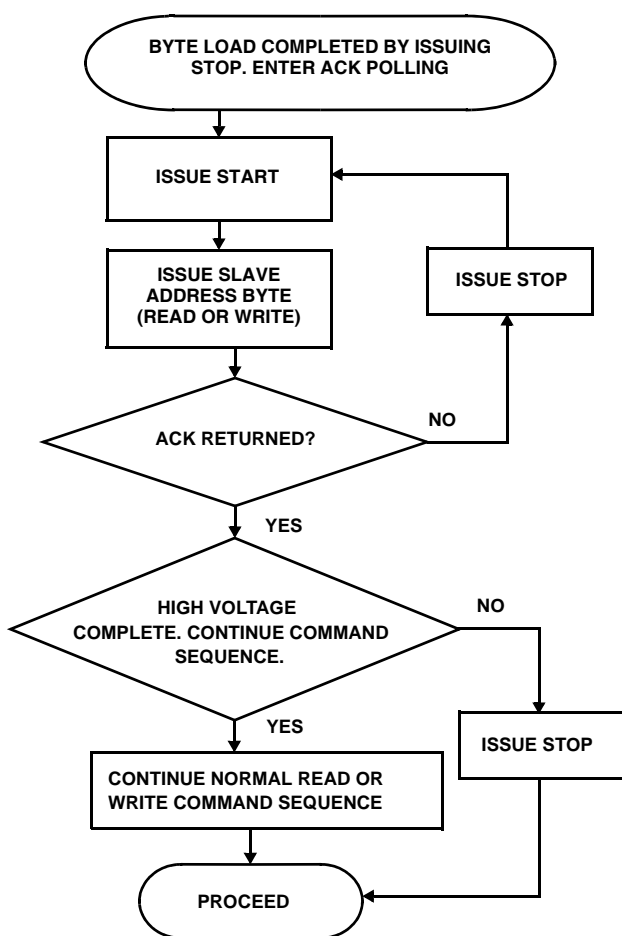 BYTE LOAD COMPLETED BY ISSUING
STOP. ENTER ACK POLLING
ISSUE START
ISSUE SLAVE
ADDRESS BYTE
(READ OR WRITE)
ISSUE STOP
ACK RETURNED?
NO
YES
HIGH VOLTAGE
COMPLETE. CONTINUE COMMAND
SEQUENCE.
NO
YES
ISSUE STOP
CONTINUE NORMAL READ OR
WRITE COMMAND SEQUENCE
PROCEED